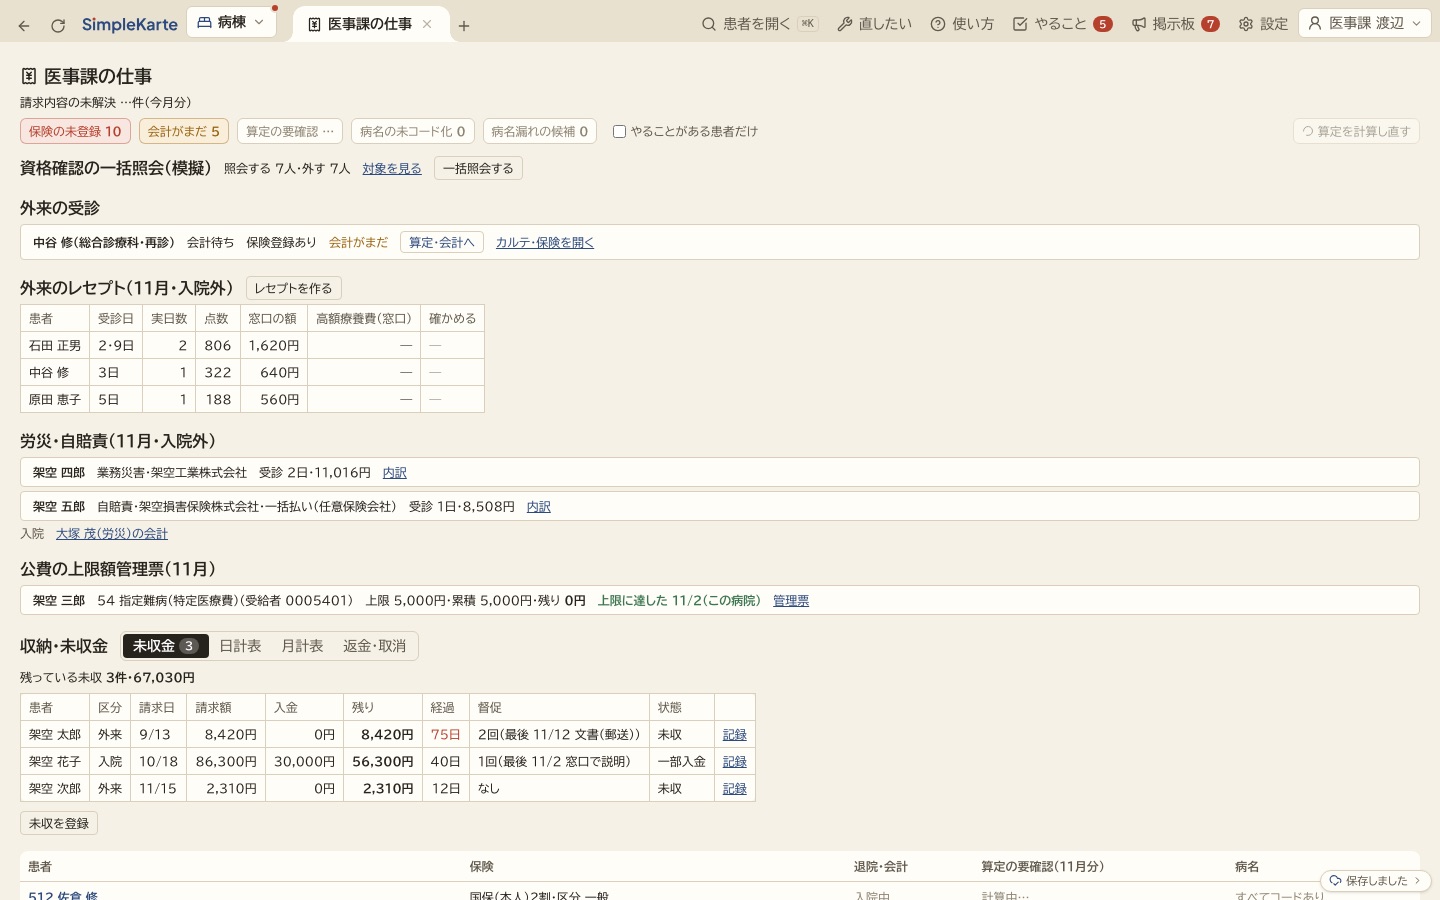 SimpleKarte 病棟 医事課の仕事 患者を開く ⌘K 直したい 使い方 やること 5 掲示板 7 設定 医事課 渡辺
医事課の仕事
請求内容の未解決 …件(今月分)
保険の未登録 10 会計がまだ 5 算定の要確認 … 病名の未コード化 0 病名漏れの候補 0 やることがある患者だけ 算定を計算し直す
資格確認の一括照会(模擬) 照会する 7人・外す 7人 対象を見る 一括照会する
外来の受診
中谷 修(総合診療科・再診) 会計待ち 保険登録あり 会計がまだ 算定・会計へ カルテ・保険を開く
外来のレセプト(11月・入院外) レセプトを作る
患者 受診日 実日数 点数 窓口の額 高額療養費(窓口) 確かめる
石田 正男 2・9日 2 806 1,620円 — —
中谷 修 3日 1 322 640円 — —
原田 恵子 5日 1 188 560円 — —
労災・自賠責(11月・入院外)
架空 四郎 業務災害・架空工業株式会社 受診 2日・11,016円 内訳
架空 五郎 自賠責・架空損害保険株式会社・一括払い(任意保険会社) 受診 1日・8,508円 内訳
入院 大塚 茂(労災)の会計
公費の上限額管理票(11月)
架空 三郎 54 指定難病(特定医療費)(受給者 0005401) 上限 5,000円・累積 5,000円・残り 0円 上限に達した 11/2(この病院) 管理票
収納・未収金 未収金 3 日計表 月計表 返金・取消
残っている未収 3件・67,030円
患者 区分 請求日 請求額 入金 残り 経過 督促 状態
架空 太郎 外来 9/13 8,420円 0円 8,420円 75日 2回(最後 11/12 文書(郵送)) 未収 記録
架空 花子 入院 10/18 86,300円 30,000円 56,300円 40日 1回(最後 11/2 窓口で説明) 一部入金 記録
架空 次郎 外来 11/15 2,310円 0円 2,310円 12日 なし 未収 記録
未収を登録
患者 保険 退院・会計 算定の要確認(11月分) 病名
512 佐倉 修 国保(本人)2割・区分 一般 入院中 計算中… すべてコードあり
保存しました